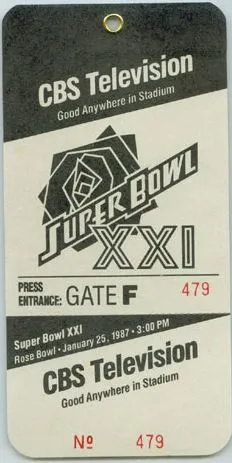 CBS Television
Good Anywhere in Stadium
SUPER BOWL
XXI
PRESS
ENTRANCE: GATE F 479
Super Bowl XXI
Rose Bowl • January 25, 1987 • 3:00 PM
CBS Television
Good Anywhere in Stadium
Nº 479